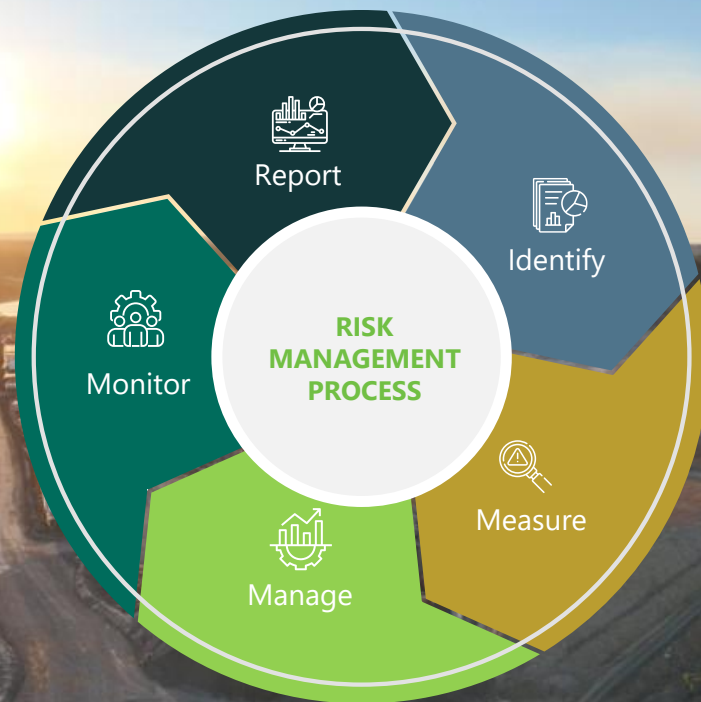 Report
Identify
RISK
MANAGEMENT
PROCESS
Monitor
Measure
Manage